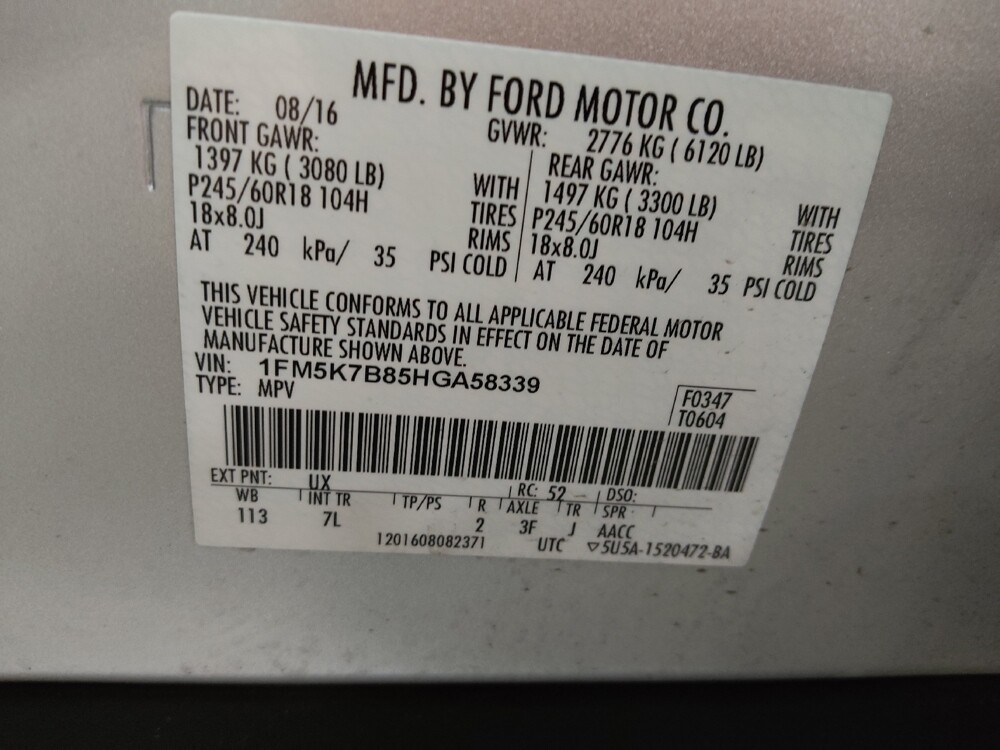 MFD. BY FORD MOTOR CO.
DATE: 08/16 GVWR: 2776 KG ( 6120 LB)
FRONT GAWR: REAR GAWR:
1397 KG ( 3080 LB) WITH 1497 KG ( 3300 LB) WITH
P245/60R18 104H TIRES P245/60R18 104H TIRES
18x8.0J RIMS 18x8.0J RIMS
AT 240 kPa/ 35 PSI COLD AT 240 kPa/ 35 PSI COLD
THIS VEHICLE CONFORMS TO ALL APPLICABLE FEDERAL MOTOR
VEHICLE SAFETY STANDARDS IN EFFECT ON THE DATE OF
MANUFACTURE SHOWN ABOVE.
VIN: 1FM5K7B85HGA58339
TYPE: MPV
F0347
T0604
EXT PNT: UX RC: 52 DSO:
WB INT TR TP/PS R AXLE TR SPR
113 7L 2 3F J AACC
1201608082371 UTC ▽5U5A-1520472-BA